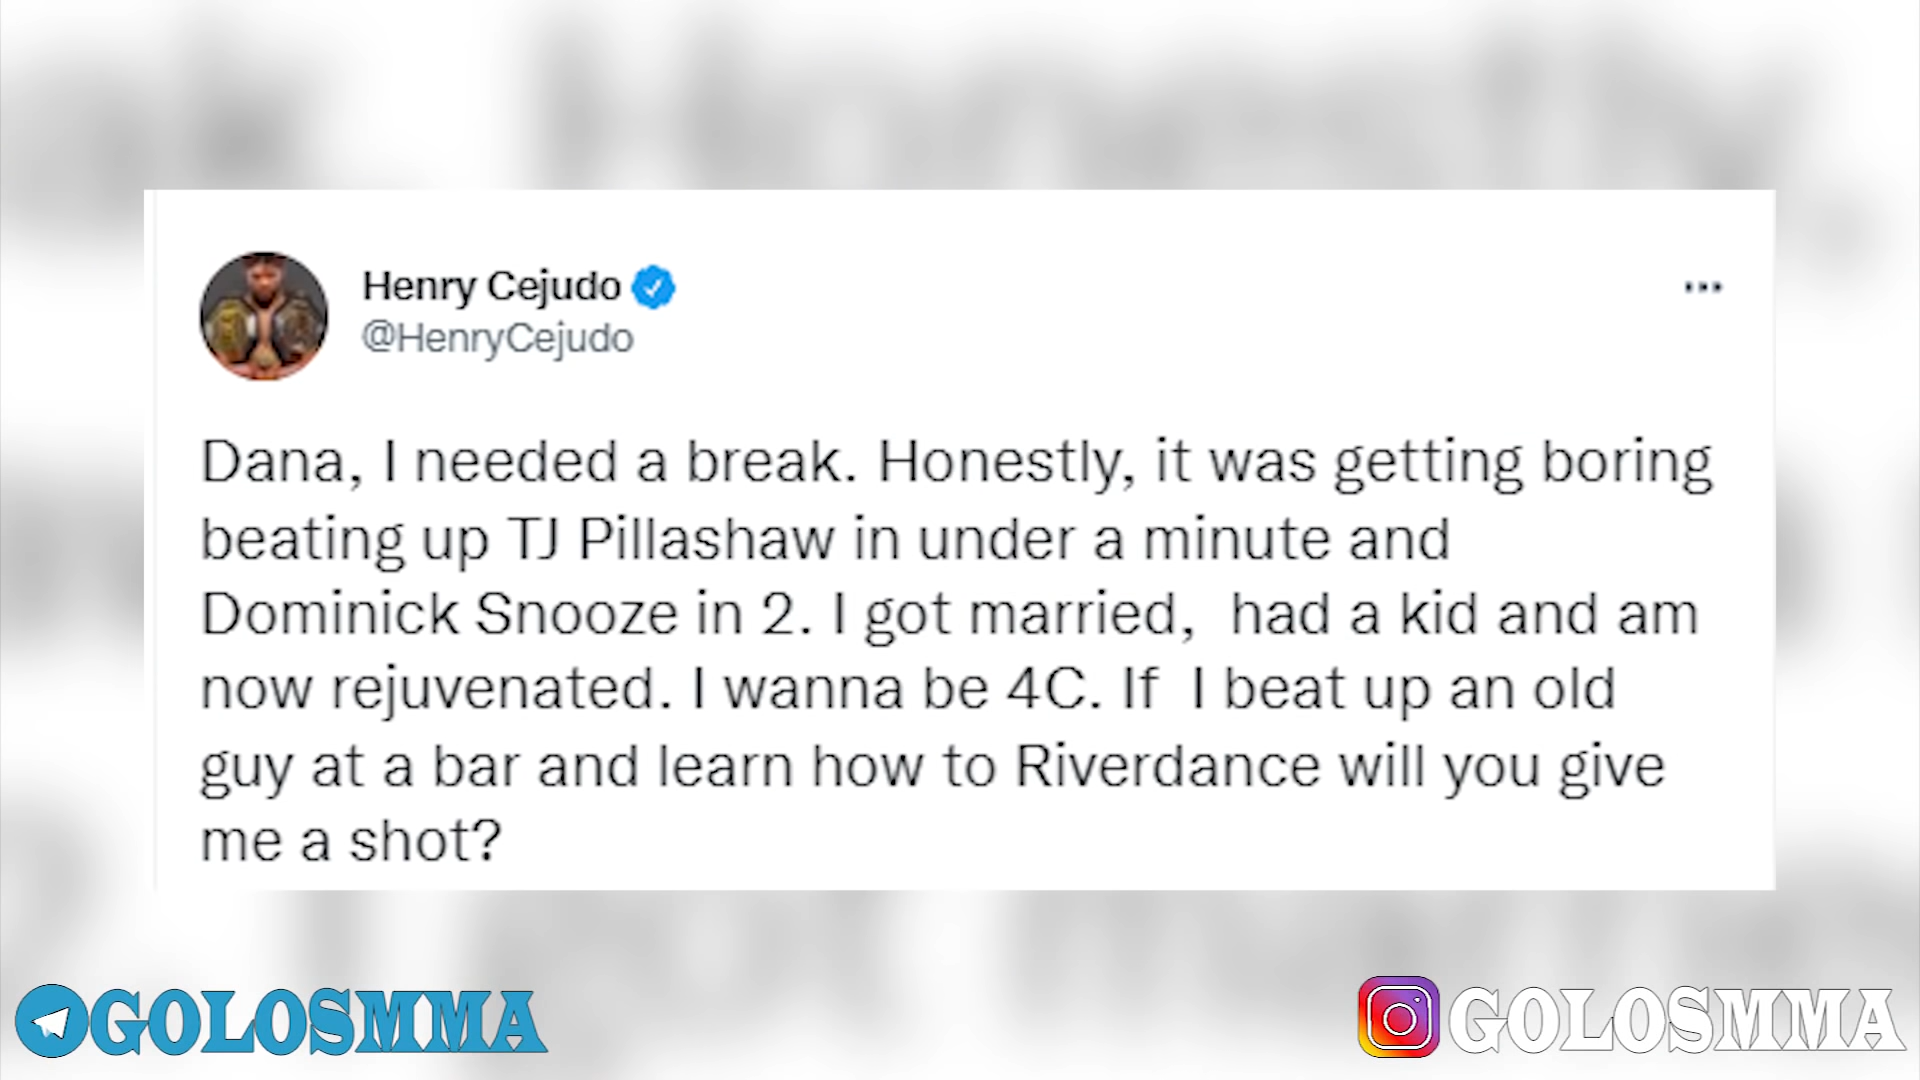 Henry Cejudo
@HenryCejudo
Dana, I needed a break. Honestly, it was getting boring
beating up TJ Pillashaw in under a minute and
Dominick Snooze in 2. I got married, had a kid and am
now rejuvenated. I wanna be 4C. If I beat up an old
guy at a bar and learn how to Riverdance will you give
me a shot?
GOLOSMMA
GOLOSMMA